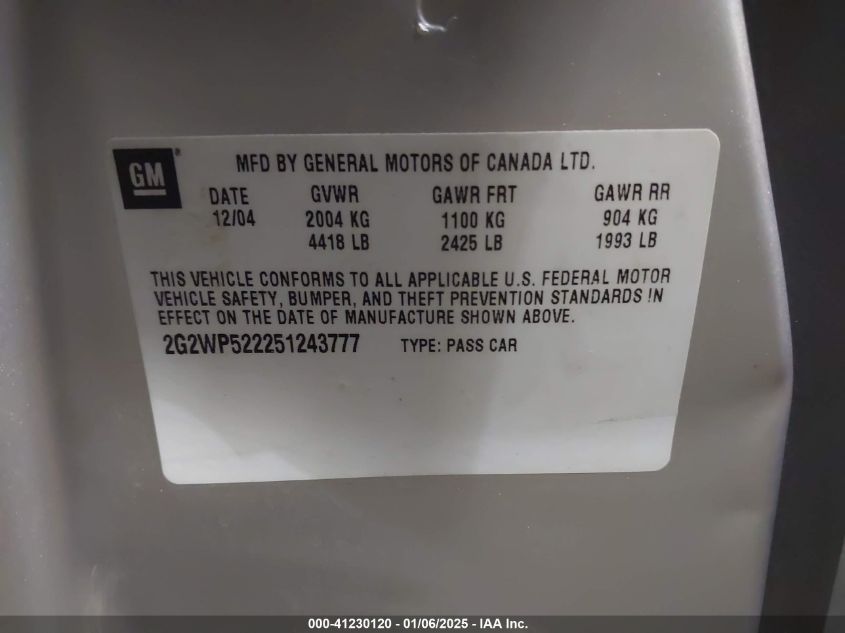 GM
MFD BY GENERAL MOTORS OF CANADA LTD.
DATE GVWR GAWR FRT GAWR RR
12/04 2004 KG 1100 KG 904 KG
4418 LB 2425 LB 1993 LB
THIS VEHICLE CONFORMS TO ALL APPLICABLE U.S. FEDERAL MOTOR
VEHICLE SAFETY, BUMPER, AND THEFT PREVENTION STANDARDS IN
EFFECT ON THE DATE OF MANUFACTURE SHOWN ABOVE.
2G2WP522251243777 TYPE: PASS CAR
000-41230120 - 01/06/2025 - IAA Inc.